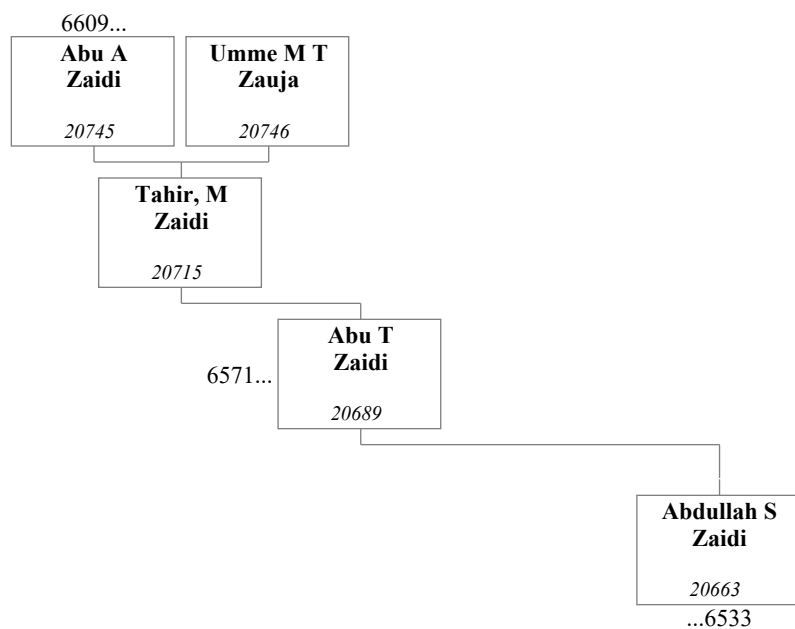 6609...
Abu A
Zaidi
20745
Umme M T
Zauja
20746
Tahir, M
Zaidi
20715
Abu T
Zaidi
6571...
20689
Abdullah S
Zaidi
20663
...6533